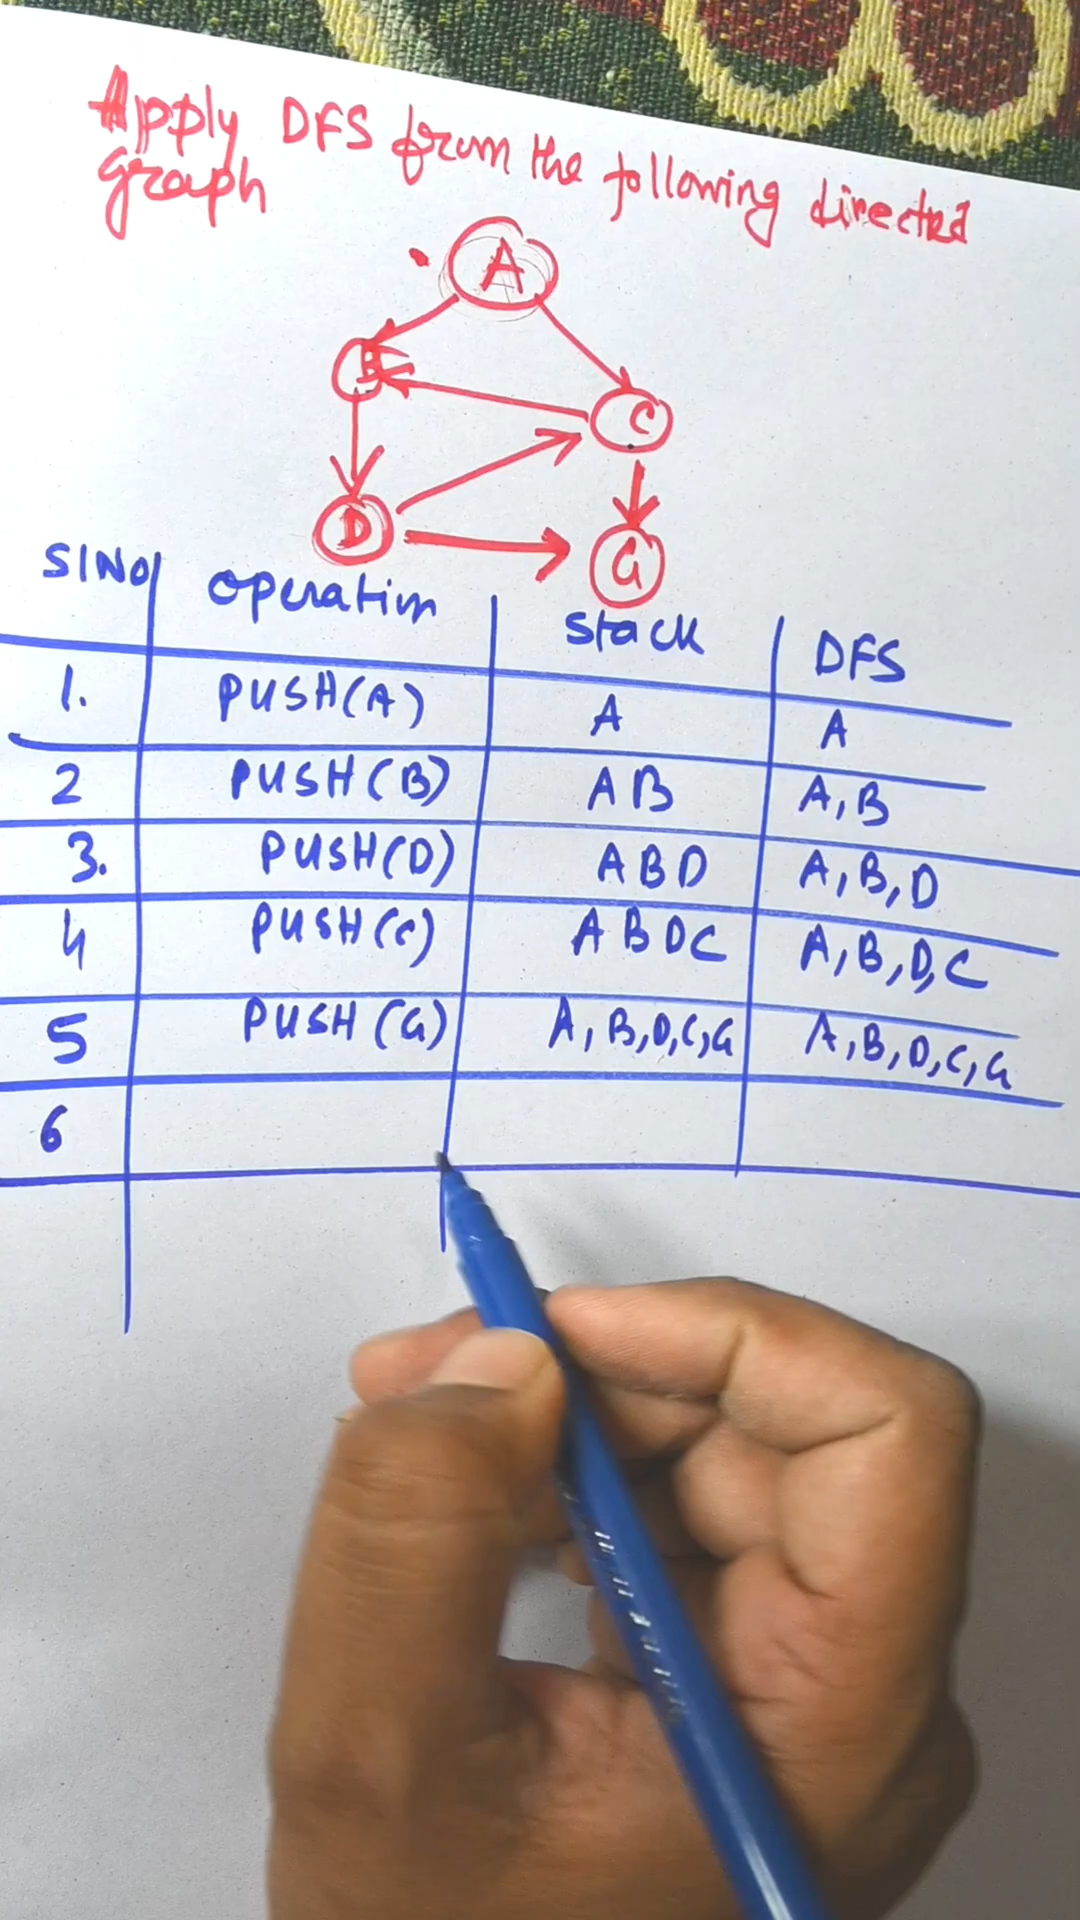 Apply DFS from the following directed
graph
A
B
C
D
G
SlNo operation stack DFS
1. PUSH(A) A A
2 PUSH(B) AB A,B
3. PUSH(D) ABD A,B,D
4 PUSH(C) ABDC A,B,D,C
5 PUSH(G) A,B,D,C,G A,B,D,C,G
6